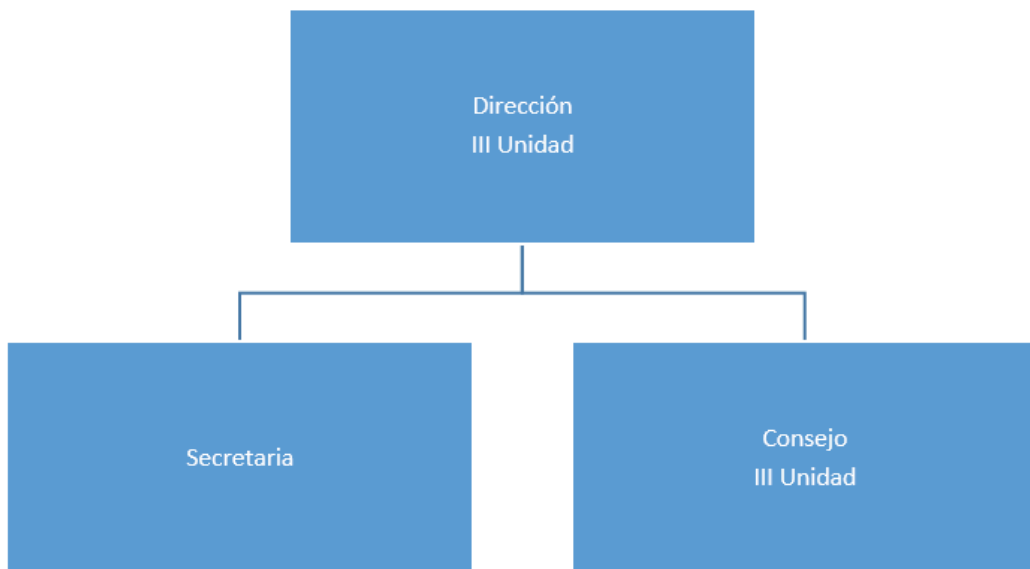 Dirección
III Unidad
Secretaria
Consejo
III Unidad